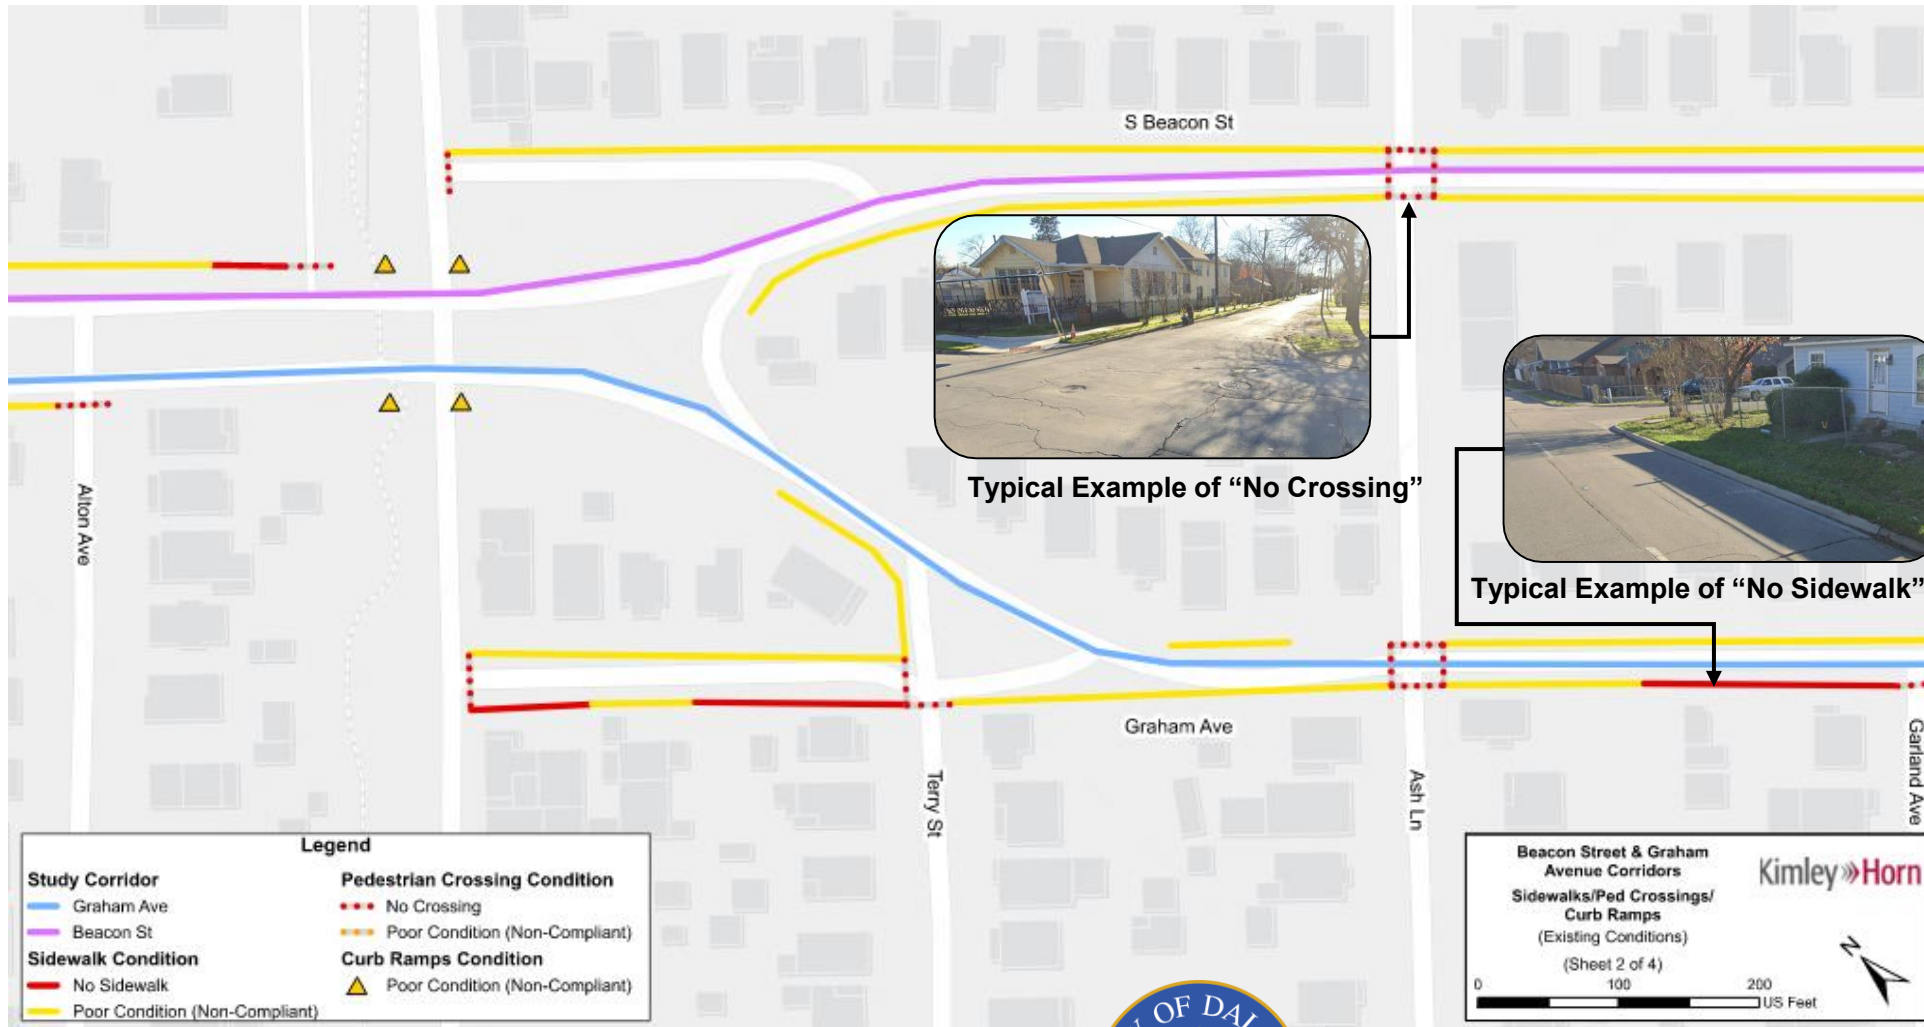 S Beacon St
Typical Example of “No Crossing”
Typical Example of “No Sidewalk”
Alton Ave
Graham Ave
Terry St
Ash Ln
Garland Ave
Legend
Study Corridor
Graham Ave
Beacon St
Sidewalk Condition
No Sidewalk
Poor Condition (Non-Compliant)
Pedestrian Crossing Condition
No Crossing
Poor Condition (Non-Compliant)
Curb Ramps Condition
Poor Condition (Non-Compliant)
Beacon Street & Graham
Avenue Corridors
Sidewalks/Ped Crossings/
Curb Ramps
(Existing Conditions)
(Sheet 2 of 4)
Kimley»Horn
N
0 100 200
US Feet
OF DAL